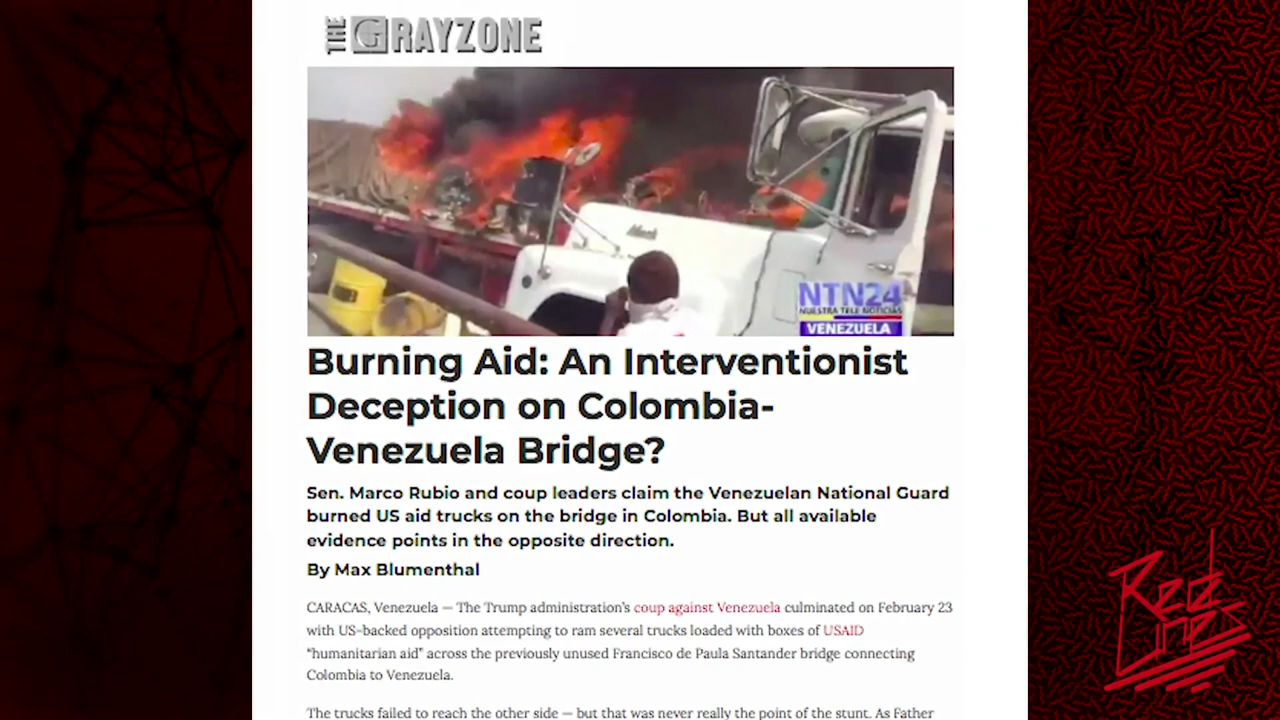 THE GRAYZONE
Mack
NTN24
NUESTRA TELE NOTICIAS
VENEZUELA
Burning Aid: An Interventionist
Deception on Colombia-
Venezuela Bridge?
Sen. Marco Rubio and coup leaders claim the Venezuelan National Guard
burned US aid trucks on the bridge in Colombia. But all available
evidence points in the opposite direction.
By Max Blumenthal
CARACAS, Venezuela — The Trump administration’s coup against Venezuela culminated on February 23
with US-backed opposition attempting to ram several trucks loaded with boxes of USAID
“humanitarian aid” across the previously unused Francisco de Paula Santander bridge connecting
Colombia to Venezuela.
The trucks failed to reach the other side — but that was never really the point of the stunt. As Father
Red
Lines